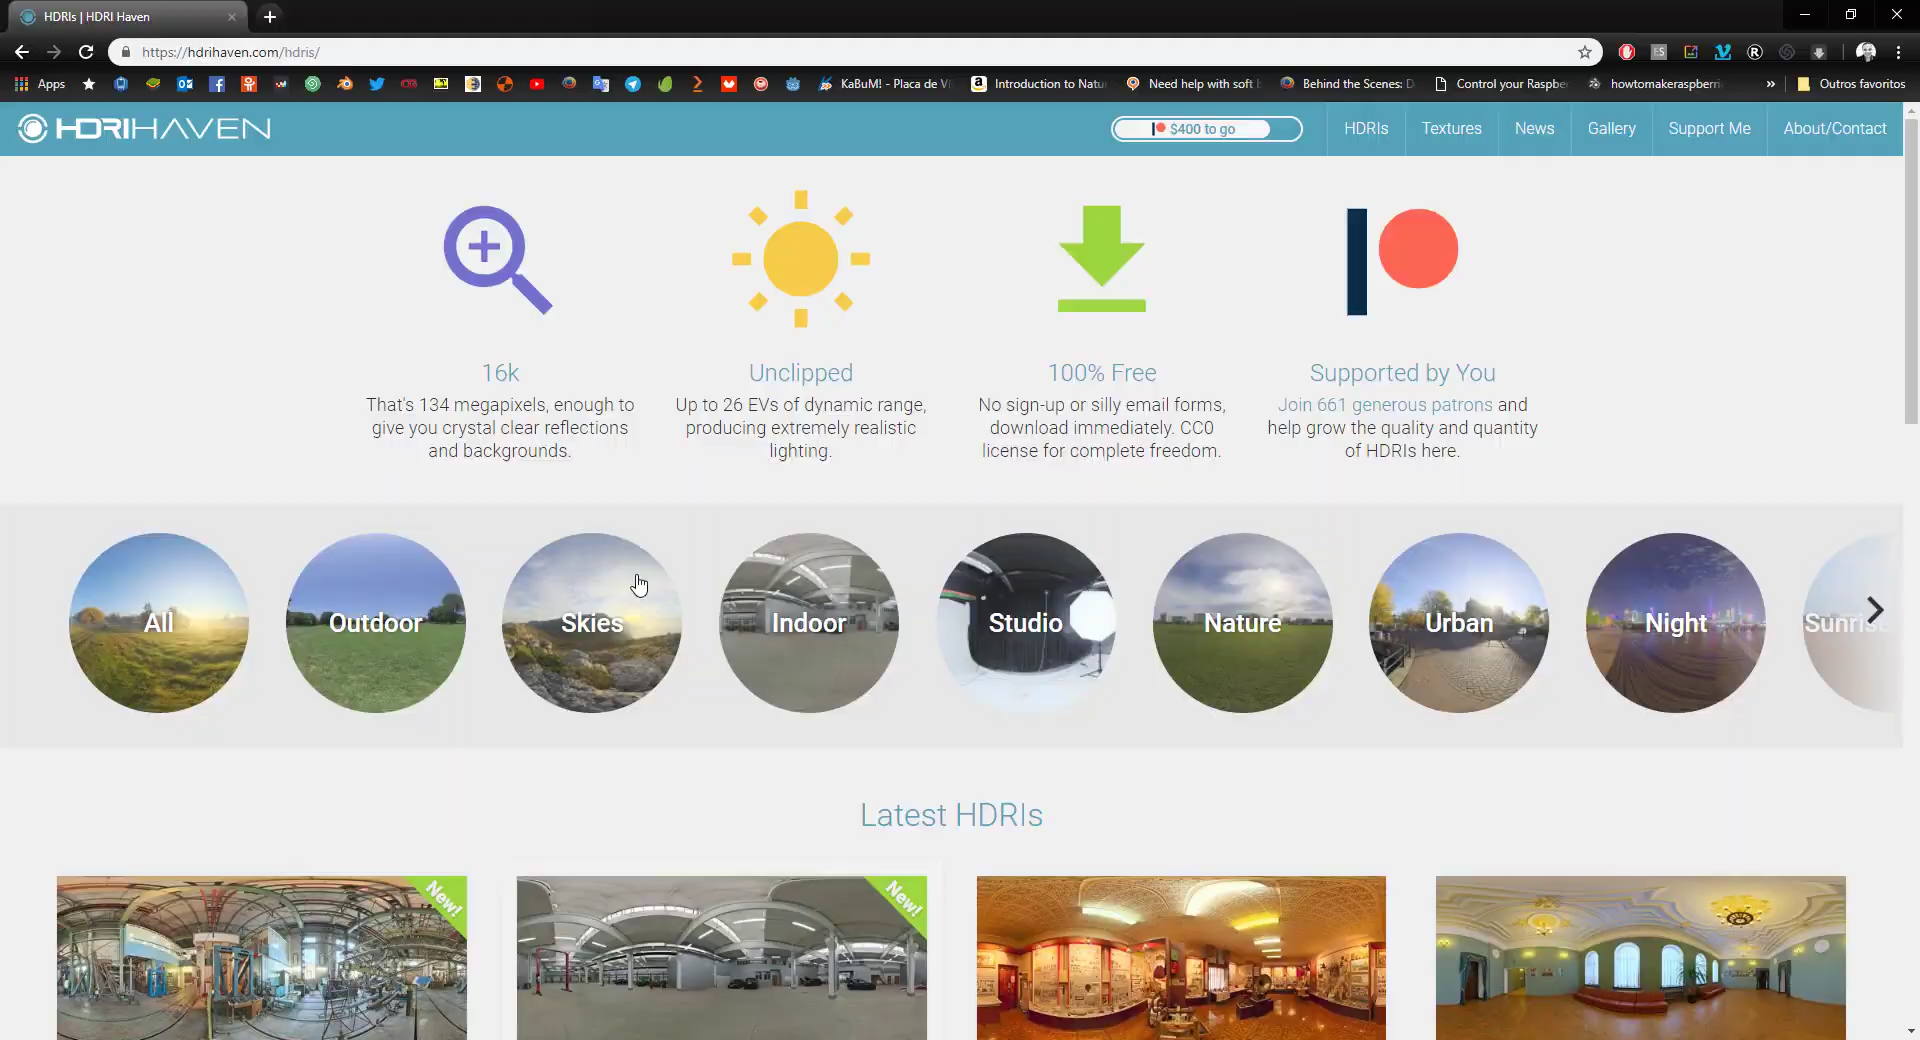 HDRIs | HDRI Haven
https://hdrihaven.com/hdris/
Apps
KaBuM! - Placa de Ví
Introduction to Natu
Need help with soft b
Behind the Scenes: D
Control your Raspbe
howtomakeraspberri
»
Outros favoritos
HDRIHAVEN
$400 to go
HDRIs
Textures
News
Gallery
Support Me
About/Contact
16k
That's 134 megapixels, enough to
give you crystal clear reflections
and backgrounds.
Unclipped
Up to 26 EVs of dynamic range,
producing extremely realistic
lighting.
100% Free
No sign-up or silly email forms,
download immediately. CC0
license for complete freedom.
Supported by You
Join 661 generous patrons and
help grow the quality and quantity
of HDRIs here.
All
Outdoor
Skies
Indoor
Studio
Nature
Urban
Night
Sunrise
Latest HDRIs
New!
New!